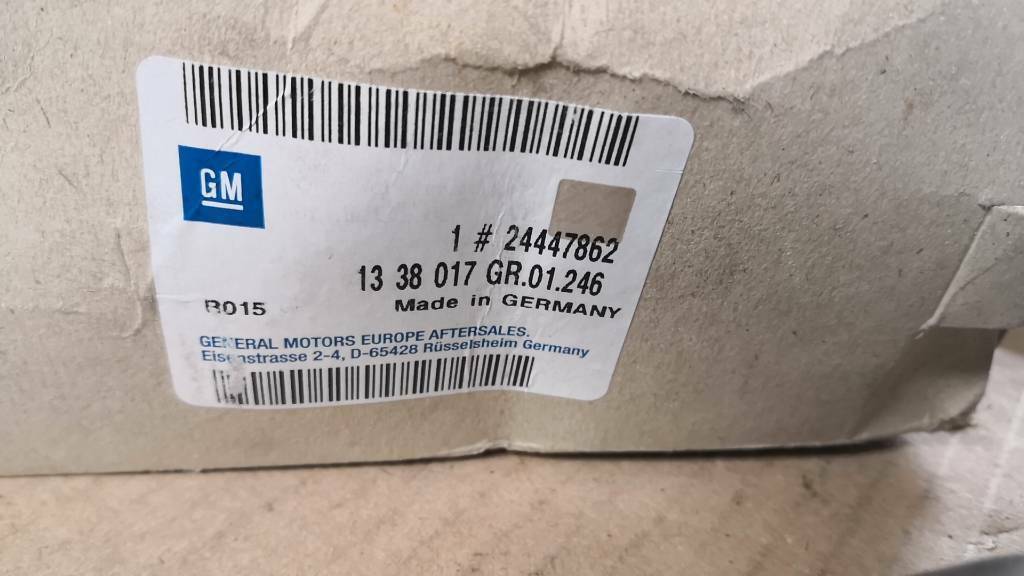 GM
1 # 24447862
13 38 017 GR.01.246
R015 Made in GERMANY
GENERAL MOTORS EUROPE AFTERSALES.
Eisenstrasse 2-4, D-65428 Rüsselsheim Germany